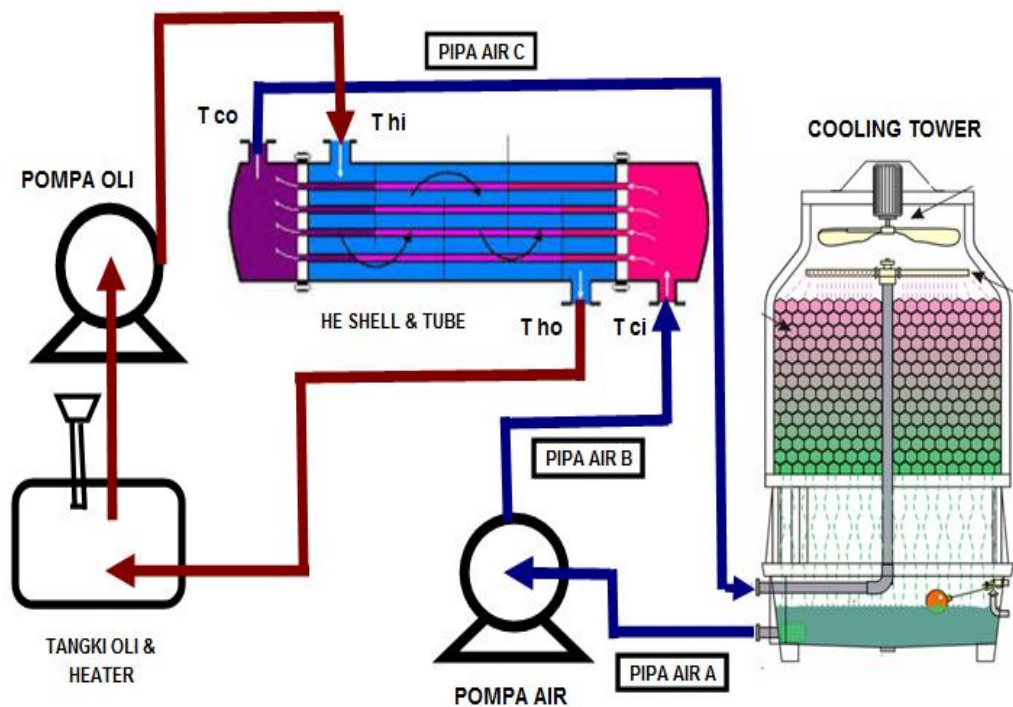 PIPA AIR C
T co
T hi
COOLING TOWER
POMPA OLI
HE SHELL & TUBE
T ho
T ci
PIPA AIR B
TANGKI OLI &
HEATER
POMPA AIR
PIPA AIR A